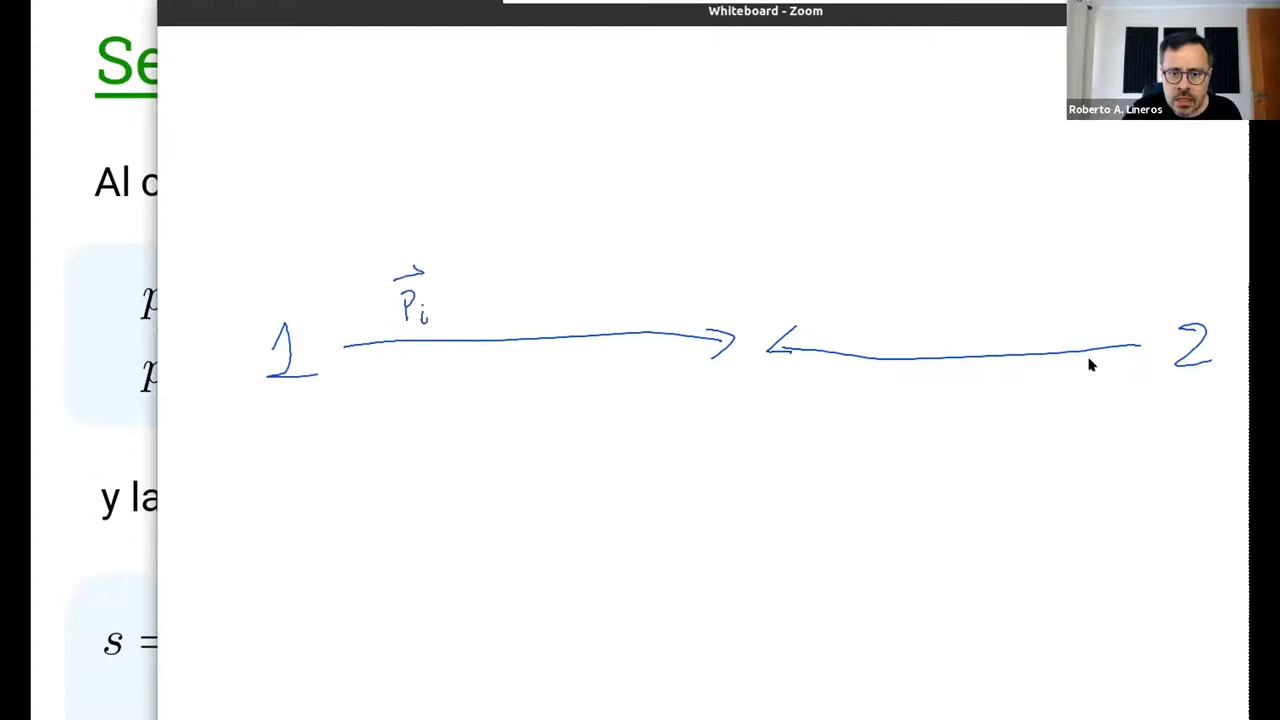 Whiteboard - Zoom
Roberto A. Lineros
Se
Al c
p⃗ᵢ
p
1
2
p
y la
s =